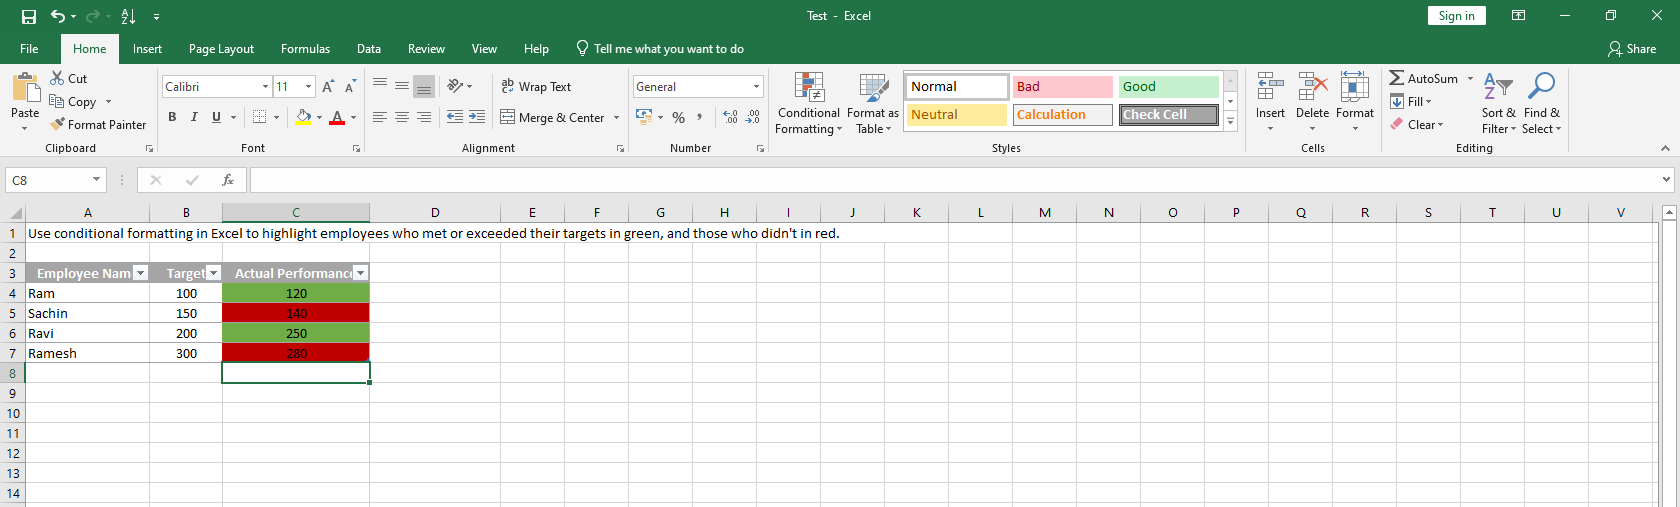 Test - Excel
Sign in
File Home Insert Page Layout Formulas Data Review View Help Tell me what you want to do Share
Paste
Cut
Copy
Format Painter
Clipboard
Calibri 11
B I U
Font
Wrap Text
Merge & Center
Alignment
General
% ,
Number
Conditional Formatting
Format as Table
Normal Bad Good
Neutral Calculation Check Cell
Styles
Insert Delete Format
Cells
AutoSum
Fill
Clear
Sort & Filter
Find & Select
Editing
C8 fx
A B C D E F G H I J K L M N O P Q R S T U V
1 Use conditional formatting in Excel to highlight employees who met or exceeded their targets in green, and those who didn't in red.
2
3 Employee Nam Target Actual Performance
4 Ram 100 120
5 Sachin 150 140
6 Ravi 200 250
7 Ramesh 300 280
8
9
10
11
12
13
14